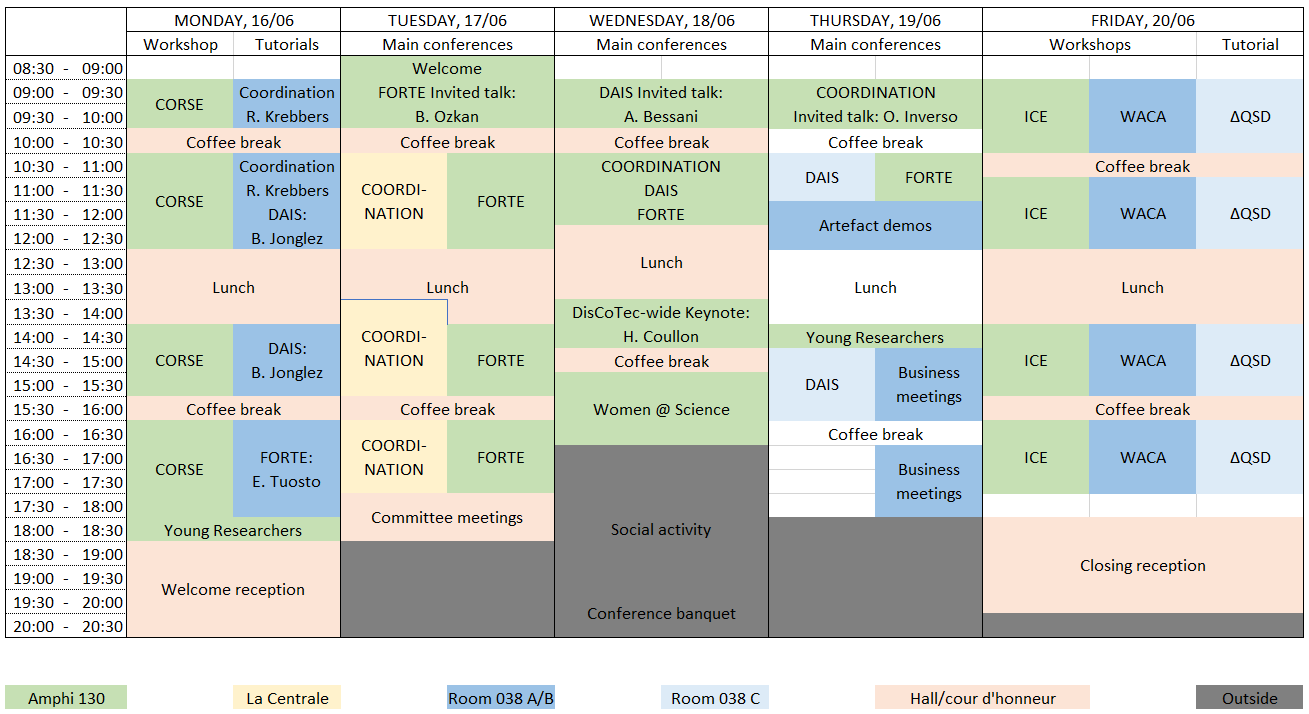 MONDAY, 16/06 TUESDAY, 17/06 WEDNESDAY, 18/06 THURSDAY, 19/06 FRIDAY, 20/06
Workshop Tutorials Main conferences Main conferences Main conferences Workshops Tutorial
08:30 - 09:00 Welcome
09:00 - 09:30 Coordination FORTE Invited talk: DAIS Invited talk: COORDINATION
CORSE ICE WACA ΔQSD
09:30 - 10:00 R. Krebbers B. Ozkan A. Bessani Invited talk: O. Inverso
10:00 - 10:30 Coffee break Coffee break Coffee break Coffee break
10:30 - 11:00 Coordination COORDINATION Coffee break
DAIS FORTE
11:00 - 11:30 R. Krebbers COORDI- DAIS
CORSE FORTE
11:30 - 12:00 DAIS: NATION FORTE ICE WACA ΔQSD
Artefact demos
12:00 - 12:30 B. Jonglez
12:30 - 13:00 Lunch
13:00 - 13:30 Lunch Lunch Lunch Lunch
13:30 - 14:00 DisCoTec-wide Keynote:
14:00 - 14:30 COORDI- H. Coullon Young Researchers
DAIS:
14:30 - 15:00 CORSE NATION FORTE Coffee break ICE WACA ΔQSD
B. Jonglez Business
DAIS
15:00 - 15:30 meetings
15:30 - 16:00 Coffee break Coffee break Women @ Science Coffee break
16:00 - 16:30 COORDI- Coffee break
16:30 - 17:00 CORSE FORTE: NATION FORTE Business ICE WACA ΔQSD
17:00 - 17:30 E. Tuosto meetings
17:30 - 18:00 Committee meetings
18:00 - 18:30 Young Researchers Social activity
18:30 - 19:00 Closing reception
19:00 - 19:30 Welcome reception
19:30 - 20:00 Conference banquet
20:00 - 20:30
Amphi 130 La Centrale Room 038 A/B Room 038 C Hall/cour d'honneur Outside